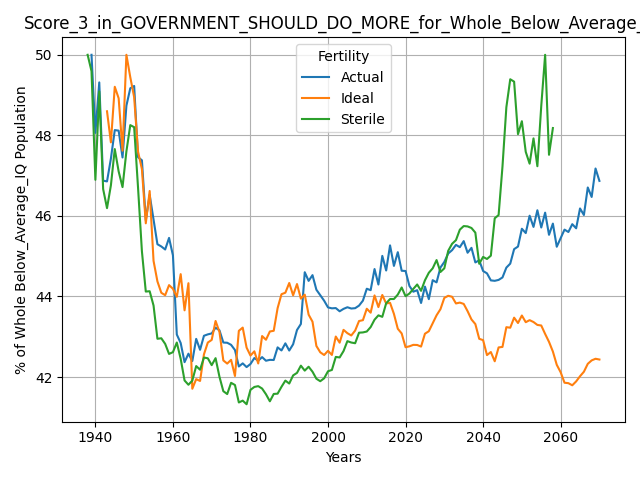 Score_3_in_GOVERNMENT_SHOULD_DO_MORE_for_Whole_Below_Average_
Fertility
Actual
Ideal
Sterile
% of Whole Below_Average_IQ Population
50
48
46
44
42
1940
1960
1980
2000
2020
2040
2060
Years